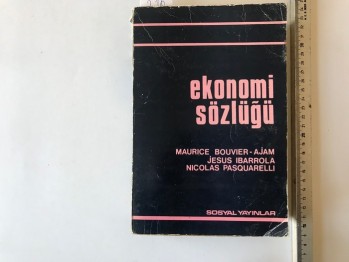 ekonomi
sözlüğü
MAURICE BOUVIER-AJAM
JESUS IBARROLA
NICOLAS PASQUARELLI
SOSYAL YAYINLAR